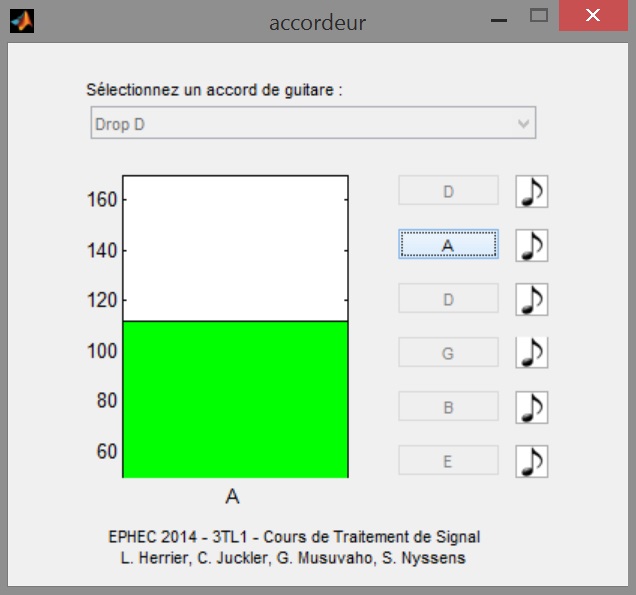 accordeur
Sélectionnez un accord de guitare :
Drop D
160
140
120
100
80
60
A
D
A
D
G
B
E
EPHEC 2014 - 3TL1 - Cours de Traitement de Signal
L. Herrier, C. Juckler, G. Musuvaho, S. Nyssens